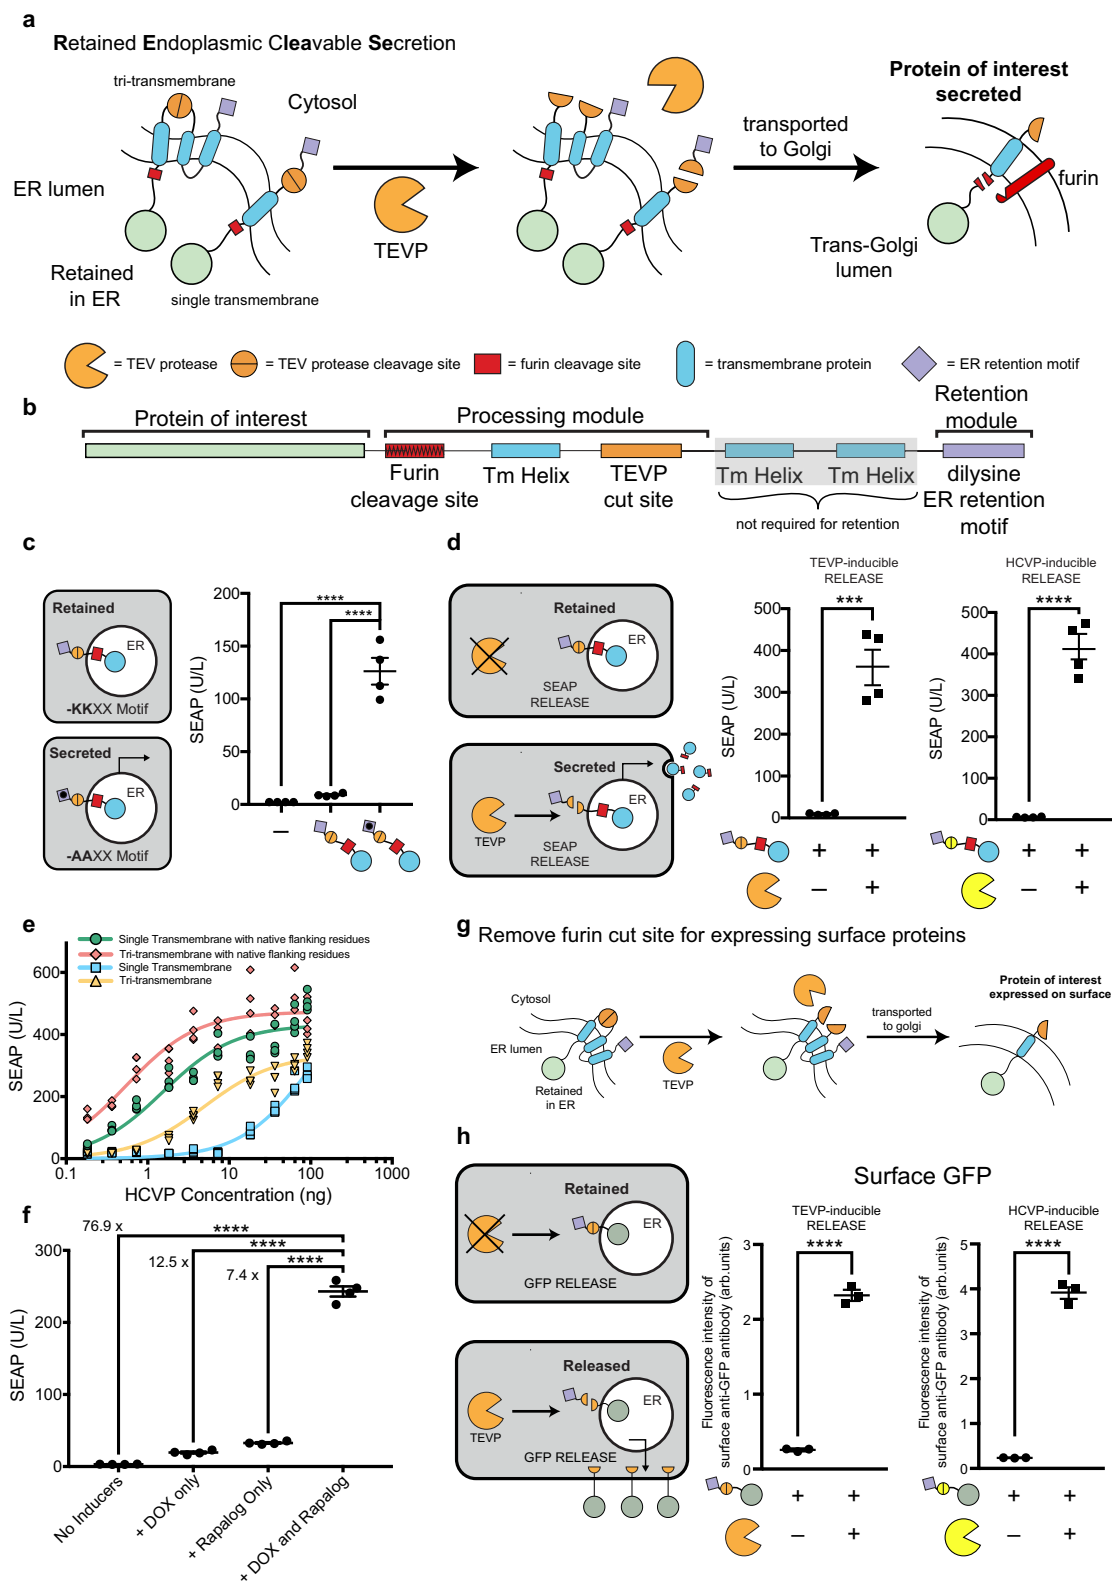 a
Retained Endoplasmic Cleavable Secretion
tri-transmembrane
Cytosol
ER lumen
Retained
in ER
single transmembrane
TEVP
transported
to Golgi
Protein of interest
secreted
furin
Trans-Golgi
lumen
= TEV protease
= TEV protease cleavage site
= furin cleavage site
= transmembrane protein
= ER retention motif
b
Protein of interest
Processing module
Retention
module
Furin
cleavage site
Tm Helix
TEVP
cut site
Tm Helix
Tm Helix
dilysine
ER retention
motif
not required for retention
c
Retained
ER
-KKXX Motif
Secreted
ER
-AAXX Motif
SEAP (U/L)
200
150
100
50
0
****
****
–
d
Retained
ER
SEAP
RELEASE
Secreted
ER
TEVP
SEAP
RELEASE
TEVP-inducible
RELEASE
***
SEAP (U/L)
500
400
300
200
100
0
+ +
– +
HCVP-inducible
RELEASE
****
SEAP (U/L)
500
400
300
200
100
0
+ +
– +
e
Single Transmembrane with native flanking residues
Tri-transmembrane with native flanking residues
Single Transmembrane
Tri-transmembrane
SEAP (U/L)
600
400
200
0
0.1 1 10 100 1000
HCVP Concentration (ng)
f
76.9 x
****
12.5 x
****
7.4 x
****
SEAP (U/L)
300
200
100
0
No Inducers
+ DOX only
+ Rapalog Only
+ DOX and Rapalog
g
Remove furin cut site for expressing surface proteins
Cytosol
ER lumen
Retained
in ER
TEVP
transported
to golgi
Protein of interest
expressed on surface
h
Retained
ER
GFP RELEASE
Released
ER
TEVP
GFP RELEASE
Surface GFP
TEVP-inducible
RELEASE
****
Fluorescence intensity of
surface anti-GFP antibody (arb.units)
3
2
1
0
+ +
– +
HCVP-inducible
RELEASE
****
Fluorescence intensity of
surface anti-GFP antibody (arb.units)
5
4
3
2
1
0
+ +
– +